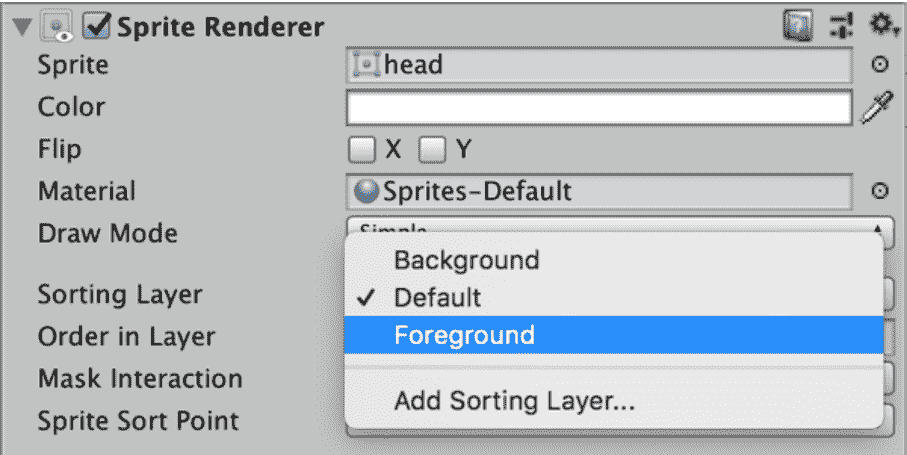 Sprite Renderer
Sprite head
Color
Flip X Y
Material Sprites-Default
Draw Mode Simple
Background
Sorting Layer ✓ Default
Order in Layer Foreground
Mask Interaction
Add Sorting Layer...
Sprite Sort Point